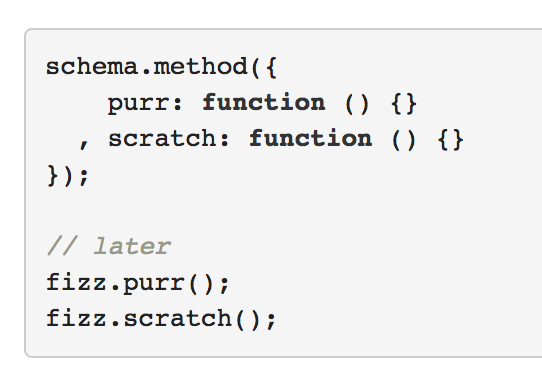 schema.method({
    purr: function () {}
  , scratch: function () {}
});

// later
fizz.purr();
fizz.scratch();